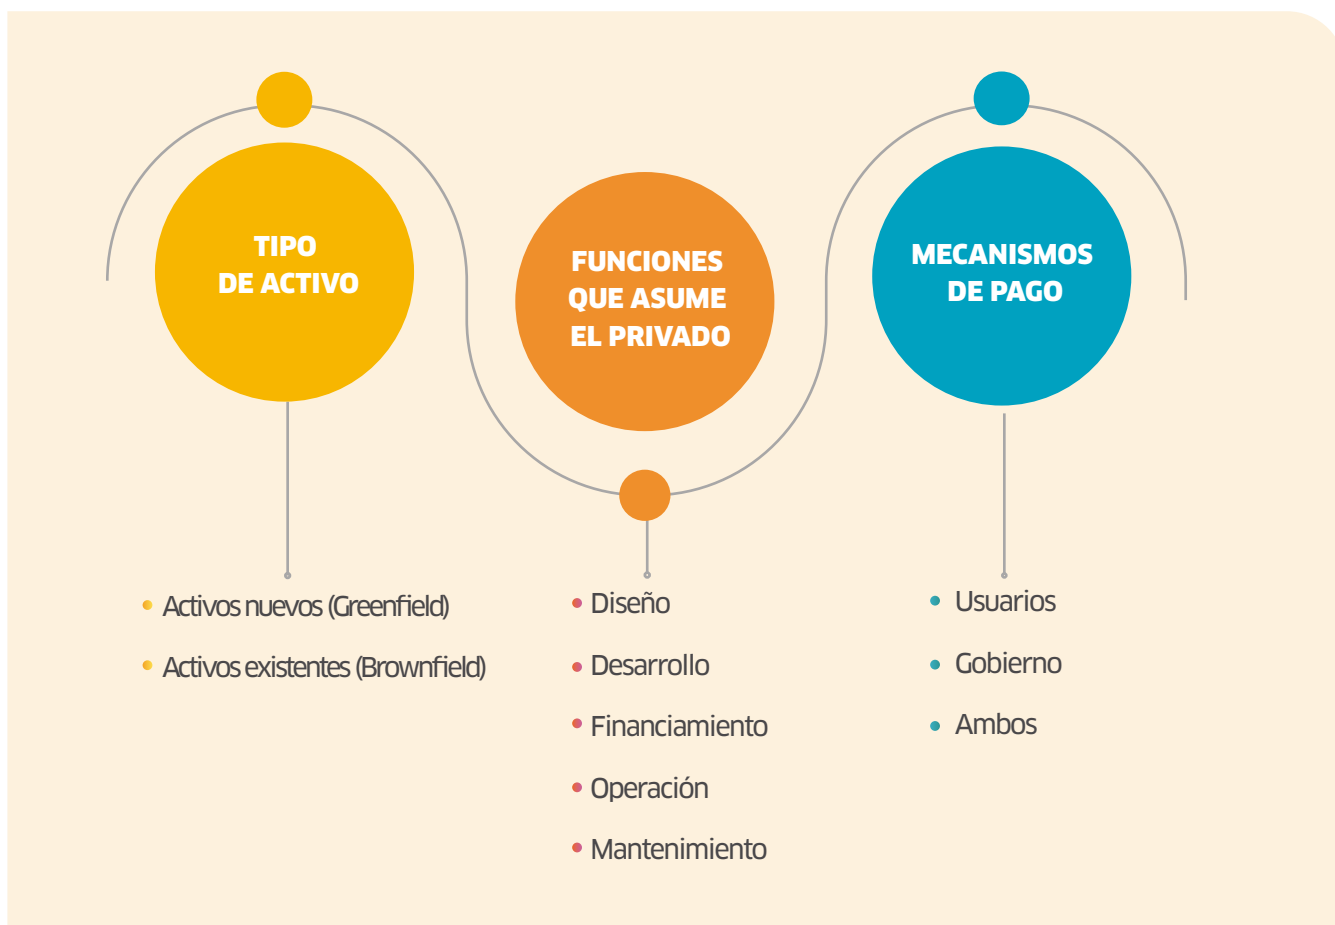 TIPO
DE ACTIVO
Activos nuevos (Greenfield)
Activos existentes (Brownfield)
FUNCIONES
QUE ASUME
EL PRIVADO
Diseño
Desarrollo
Financiamiento
Operación
Mantenimiento
MECANISMOS
DE PAGO
Usuarios
Gobierno
Ambos